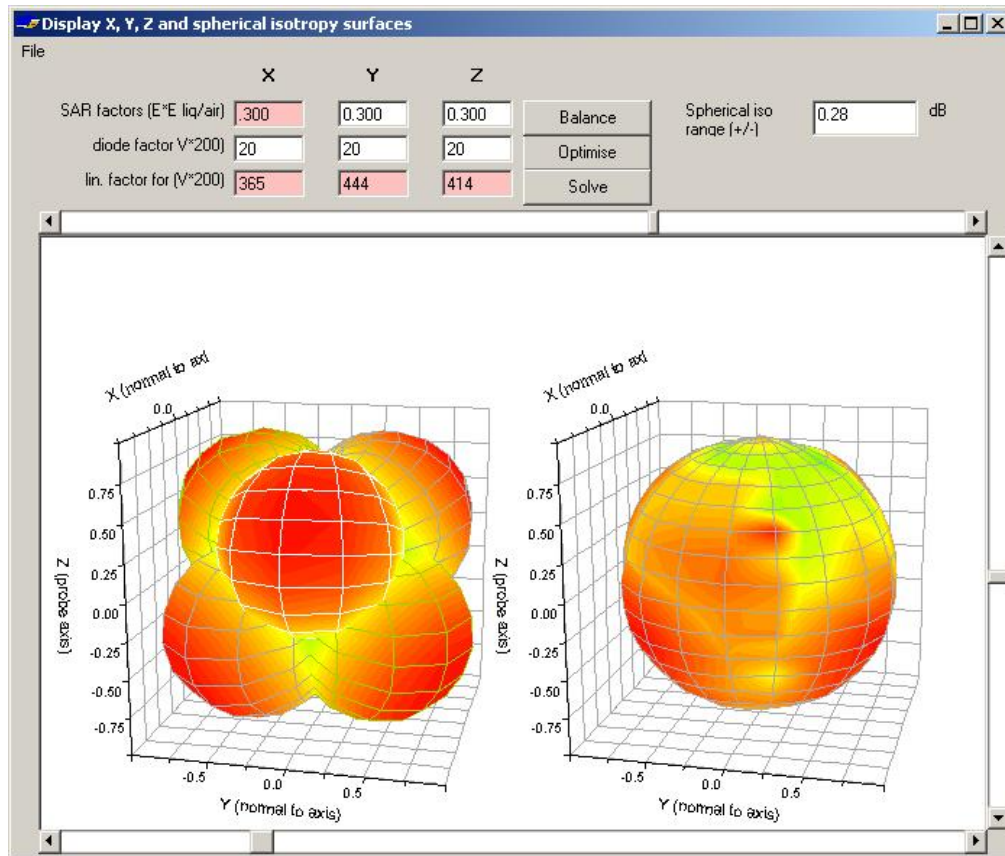 Display X, Y, Z and spherical isotropy surfaces
File
X Y Z
SAR factors (E*E liq/air) .300 0.300 0.300 Balance Spherical iso range (+/-) 0.28 dB
diode factor V*200) 20 20 20 Optimise
lin. factor for (V*200) 365 444 414 Solve
X (normal to axi
0.0
0.75
0.50
0.25
0.00
-0.25
-0.50
-0.75
Z (probe axis)
-0.5 0.0 0.5
Y (normal to axis)
X (normal to axi
0.0
0.75
0.50
0.25
0.00
-0.25
-0.50
-0.75
Z (probe axis)
-0.5 0.0 0.5
Y (normal to axis)